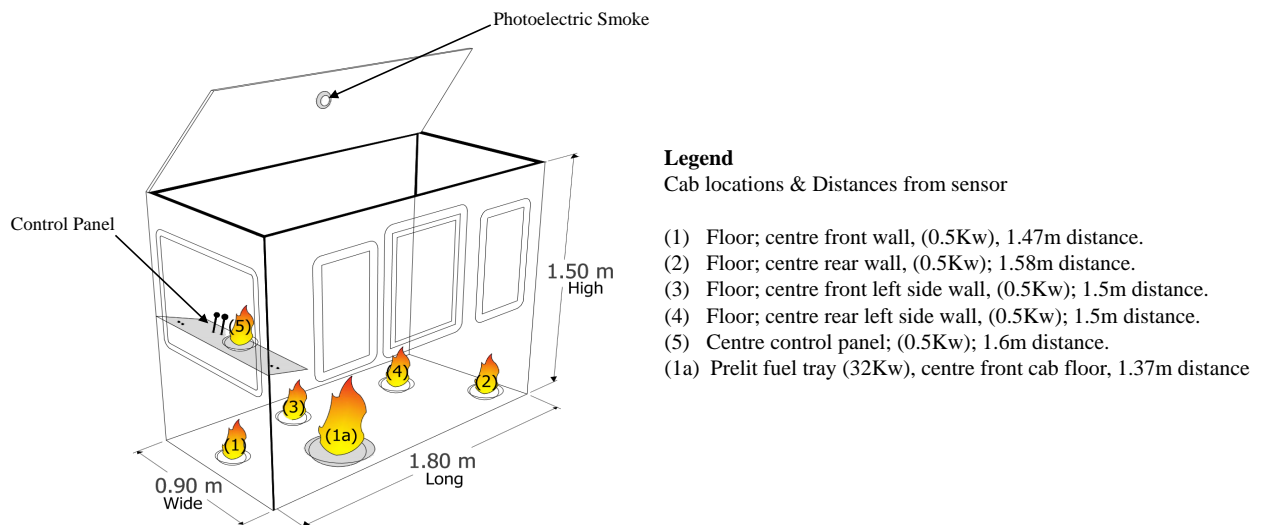 Photoelectric Smoke
Control Panel
(5)
(4)
(2)
(3)
(1a)
(1)
1.50 m
High
1.80 m
Long
0.90 m
Wide
Legend
Cab locations & Distances from sensor
(1) Floor; centre front wall, (0.5Kw), 1.47m distance.
(2) Floor; centre rear wall, (0.5Kw); 1.58m distance.
(3) Floor; centre front left side wall, (0.5Kw); 1.5m distance.
(4) Floor; centre rear left side wall, (0.5Kw); 1.5m distance.
(5) Centre control panel; (0.5Kw); 1.6m distance.
(1a) Prelit fuel tray (32Kw), centre front cab floor, 1.37m distance